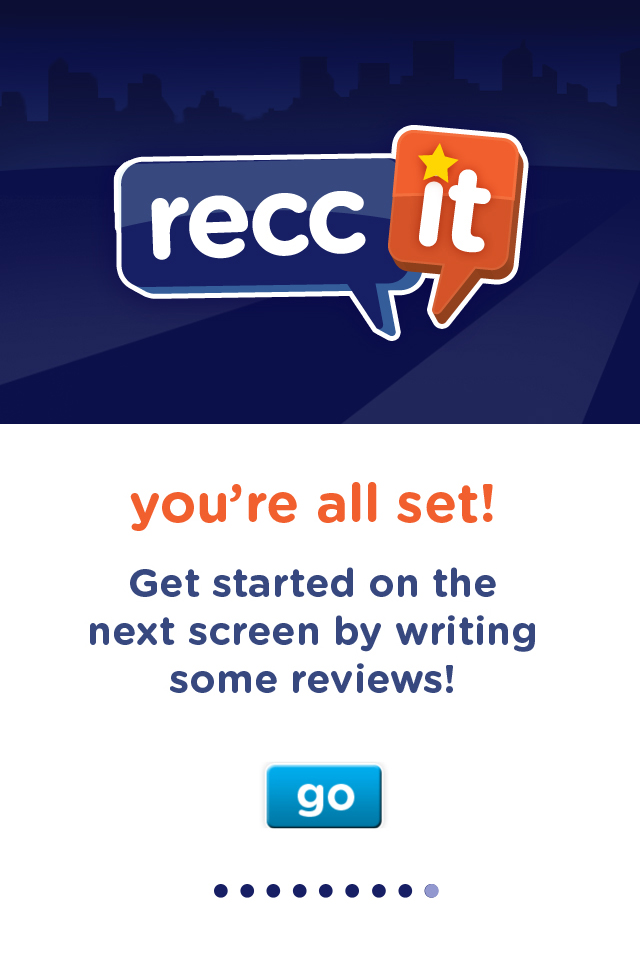 recc it
you’re all set!
Get started on the
next screen by writing
some reviews!
go